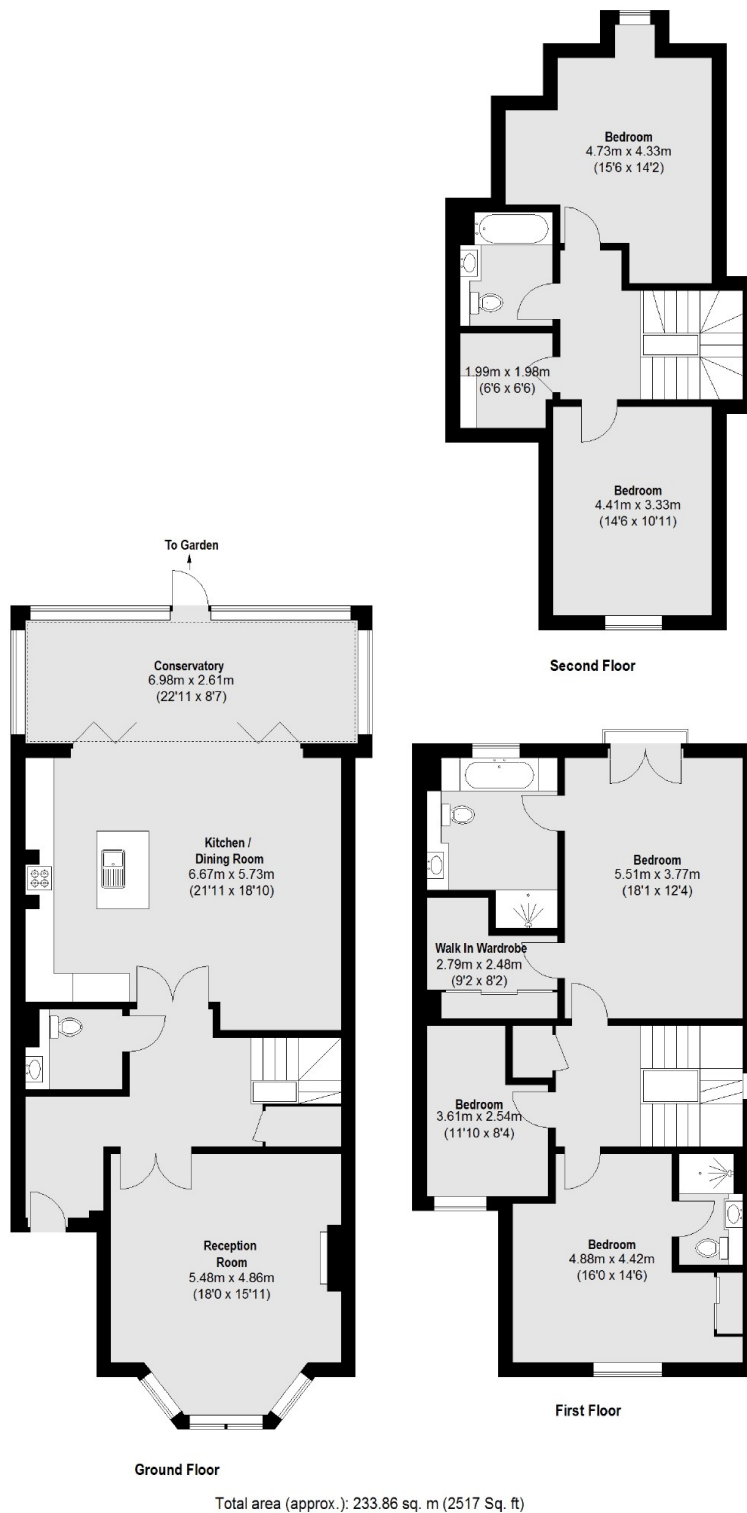 Bedroom
4.73m x 4.33m
(15'6 x 14'2)
1.99m x 1.98m
(6'6 x 6'6)
Bedroom
4.41m x 3.33m
(14'6 x 10'11)
Second Floor
To Garden
Conservatory
6.98m x 2.61m
(22'11 x 8'7)
Kitchen /
Dining Room
6.67m x 5.73m
(21'11 x 18'10)
Reception
Room
5.48m x 4.86m
(18'0 x 15'11)
Ground Floor
Bedroom
5.51m x 3.77m
(18'1 x 12'4)
Walk In Wardrobe
2.79m x 2.48m
(9'2 x 8'2)
Bedroom
3.61m x 2.54m
(11'10 x 8'4)
Bedroom
4.88m x 4.42m
(16'0 x 14'6)
First Floor
Total area (approx.): 233.86 sq. m (2517 Sq. ft)